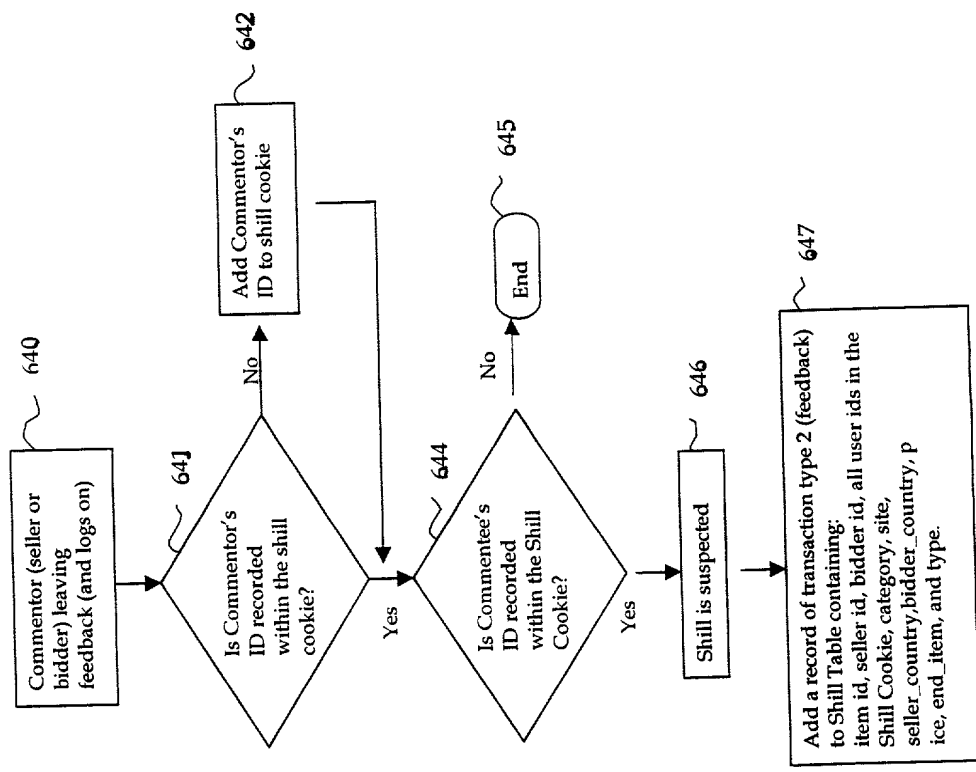 Commentor (seller or
bidder) leaving
feedback (and logs on)
640
Is Commentor's
ID recorded
within the shill
cookie?
641
No
Add Commentor's
ID to shill cookie
642
Yes
Is Commentee's
ID recorded
within the Shill
Cookie?
644
No
End
645
Yes
Shill is suspected
646
Add a record of transaction type 2 (feedback)
to Shill Table containing:
item id, seller id, bidder id, all user ids in the
Shill Cookie, category, site,
seller_country,bidder_country, p
ice, end_item, and type.
647